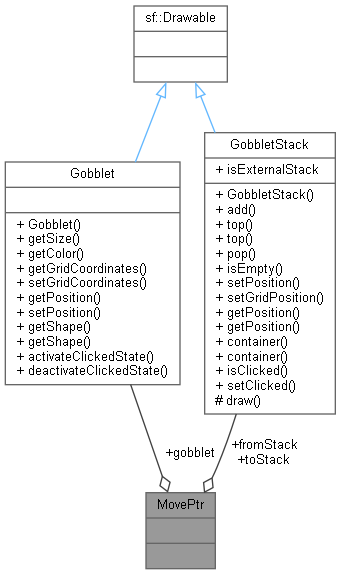 sf::Drawable
Gobblet
+ Gobblet()
+ getSize()
+ getColor()
+ getGridCoordinates()
+ setGridCoordinates()
+ getPosition()
+ setPosition()
+ getShape()
+ getShape()
+ activateClickedState()
+ deactivateClickedState()
GobbletStack
+ isExternalStack
+ GobbletStack()
+ add()
+ top()
+ top()
+ pop()
+ isEmpty()
+ setPosition()
+ setGridPosition()
+ getPosition()
+ getPosition()
+ container()
+ container()
+ isClicked()
+ setClicked()
# draw()
+gobblet
+fromStack
+toStack
MovePtr